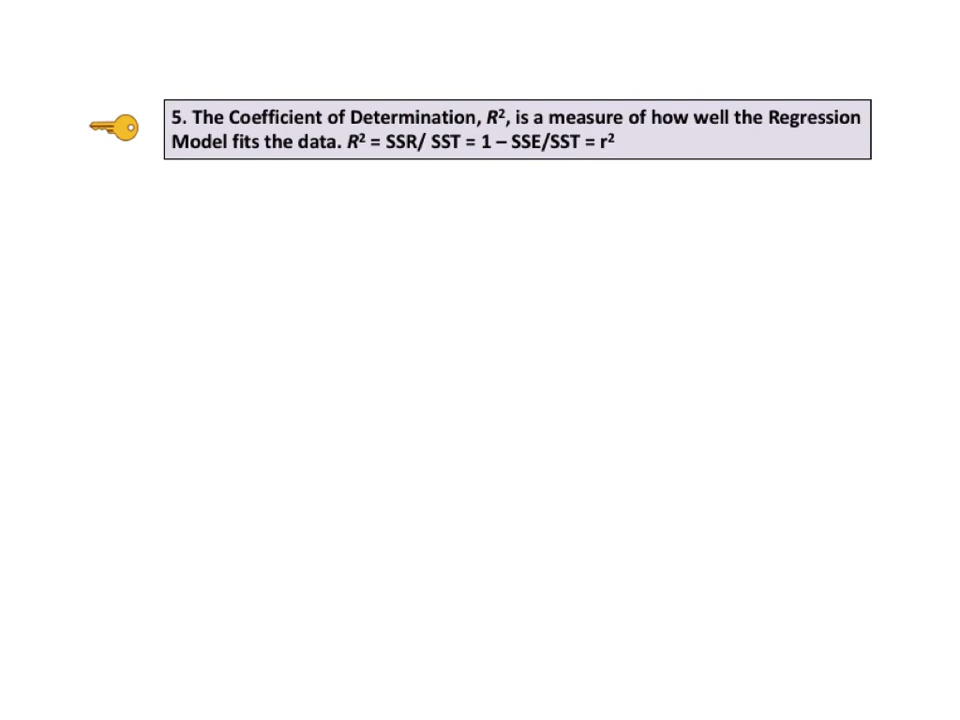 5. The Coefficient of Determination, R², is a measure of how well the Regression
Model fits the data. R² = SSR/ SST = 1 – SSE/SST = r²